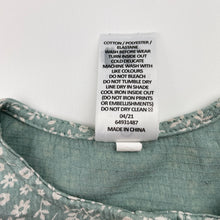 COTTON / POLYESTER /
ELASTANE
WASH BEFORE WEAR
TURN INSIDE OUT
COLD DELICATE
MACHINE WASH WITH
LIKE COLOURS
DO NOT BLEACH
DO NOT TUMBLE DRY
LINE DRY IN SHADE
COOL IRON INSIDE OUT
(DO NOT IRON PRINTS
OR EMBELLISHMENTS)
DO NOT DRY CLEAN
04/21
64931487
MADE IN CHINA